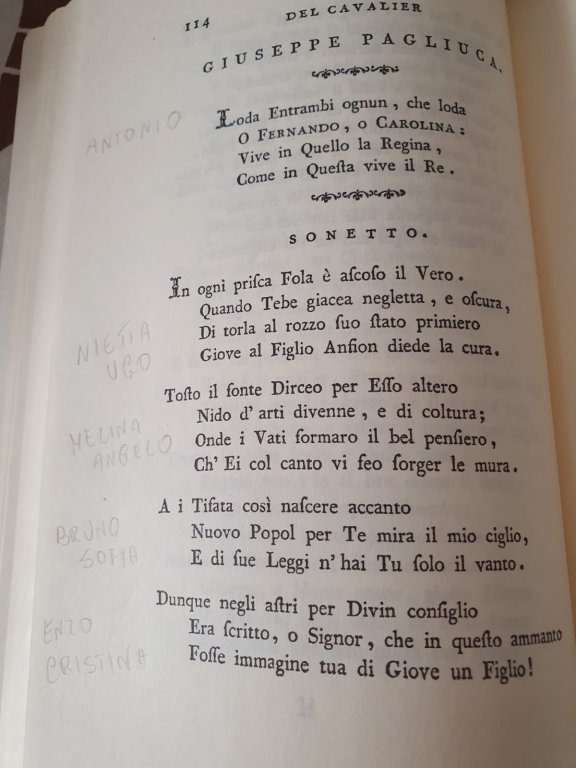 114
DEL CAVALIER
GIUSEPPE PAGLIUCA.
ANTONIO
Loda Entrambi ognun, che loda
O FERNANDO, o CAROLINA:
Vive in Quello la Regina,
Come in Queſta vive il Re.
SONETTO.
In ogni priſca Fola è aſcoſo il Vero.
Quando Tebe giacea negletta, e oſcura,
Di torla al rozzo ſuo ſtato primiero
Giove al Figlio Anfion diede la cura.
NIETTA
UGO
Toſto il fonte Dirceo per Eſſo altero
Nido d'arti divenne, e di coltura;
Onde i Vati formaro il bel penſiero,
Ch' Ei col canto vi feo ſorger le mura.
MELINA
ANGELO
A i Tifata così naſcere accanto
Nuovo Popol per Te mira il mio ciglio,
E di ſue Leggi n' hai Tu ſolo il vanto.
BRUNO
SOFIA
Dunque negli aſtri per Divin conſiglio
Era ſcritto, o Signor, che in queſto ammanto
Foſſe immagine tua di Giove un Figlio!
ENZO
CRISTINA